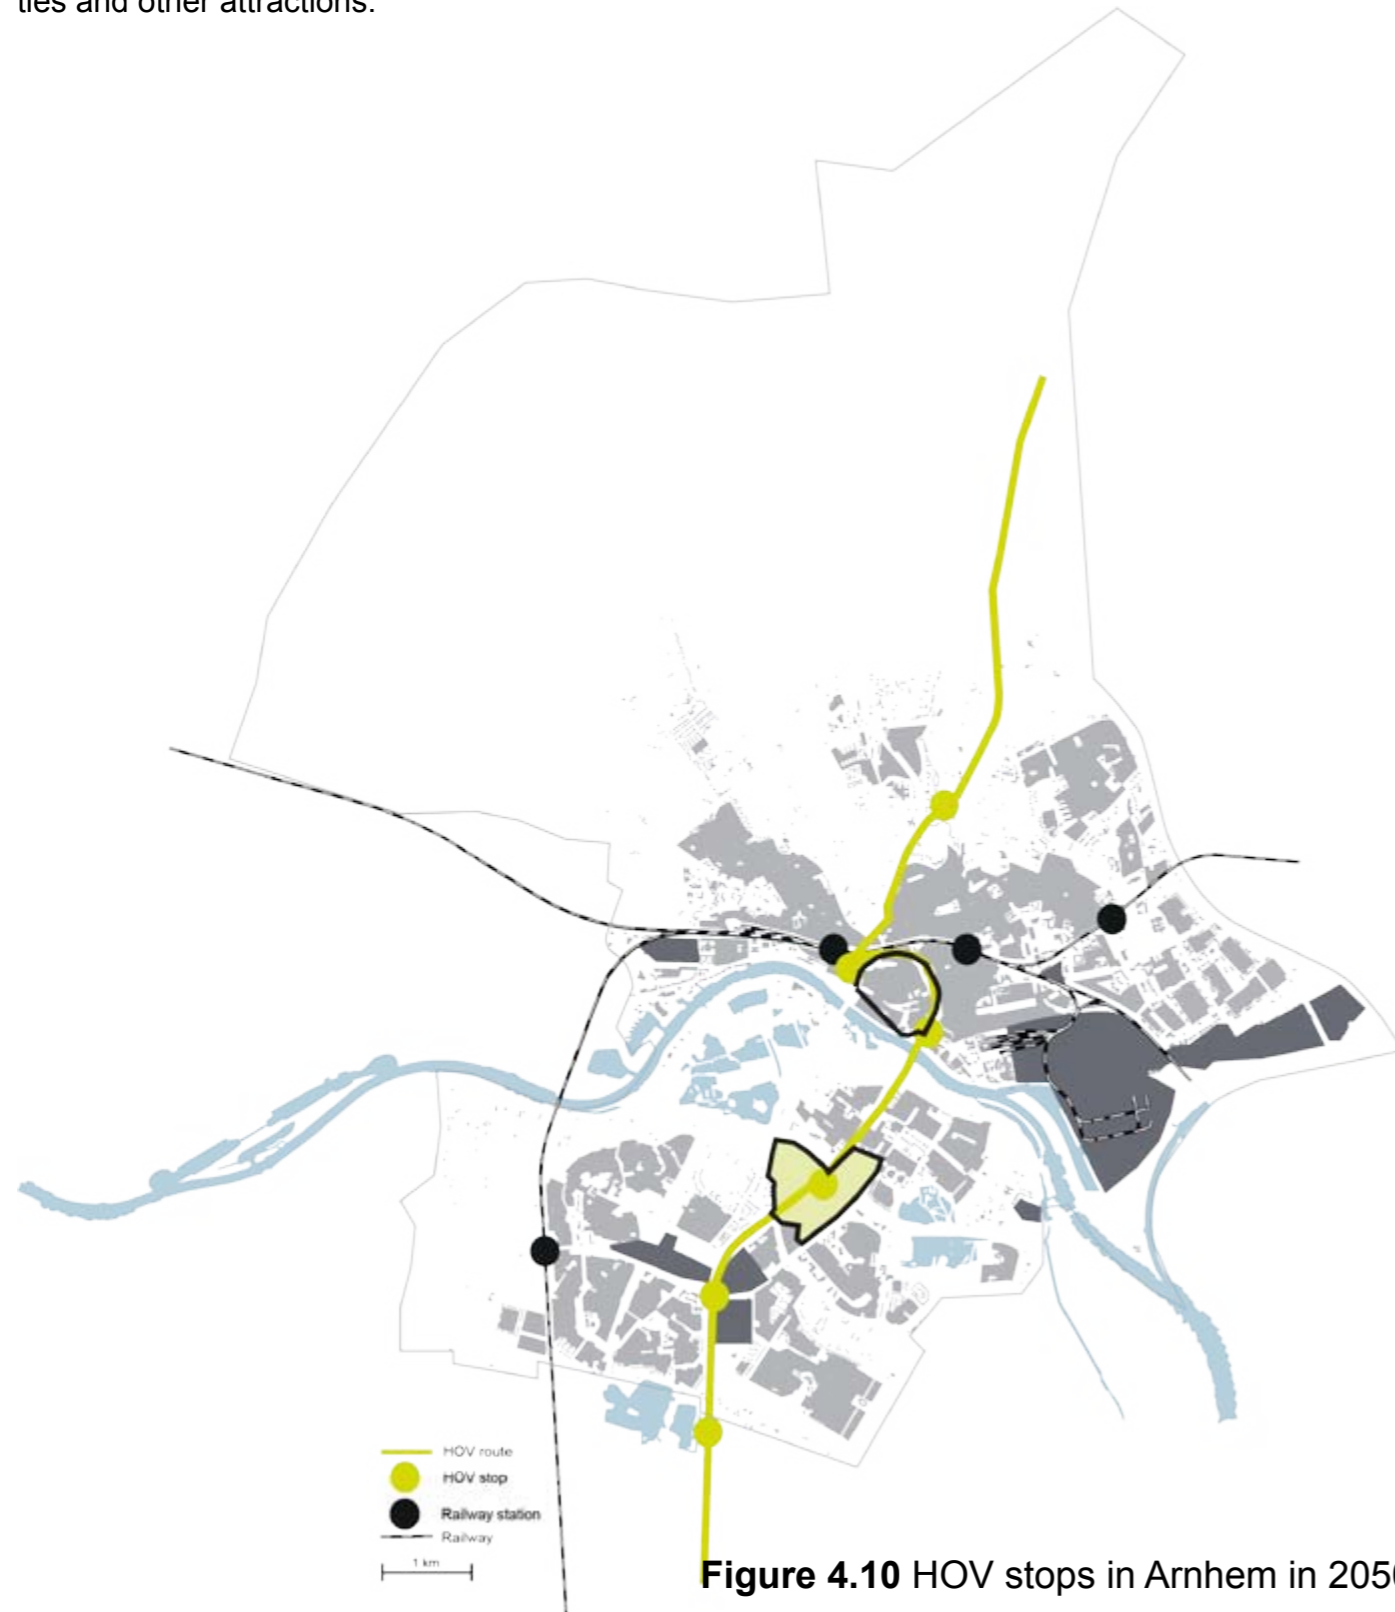 ties and other attractions.
HOV route
HOV stop
Railway station
Railway
1 km
Figure 4.10 HOV stops in Arnhem in 2050